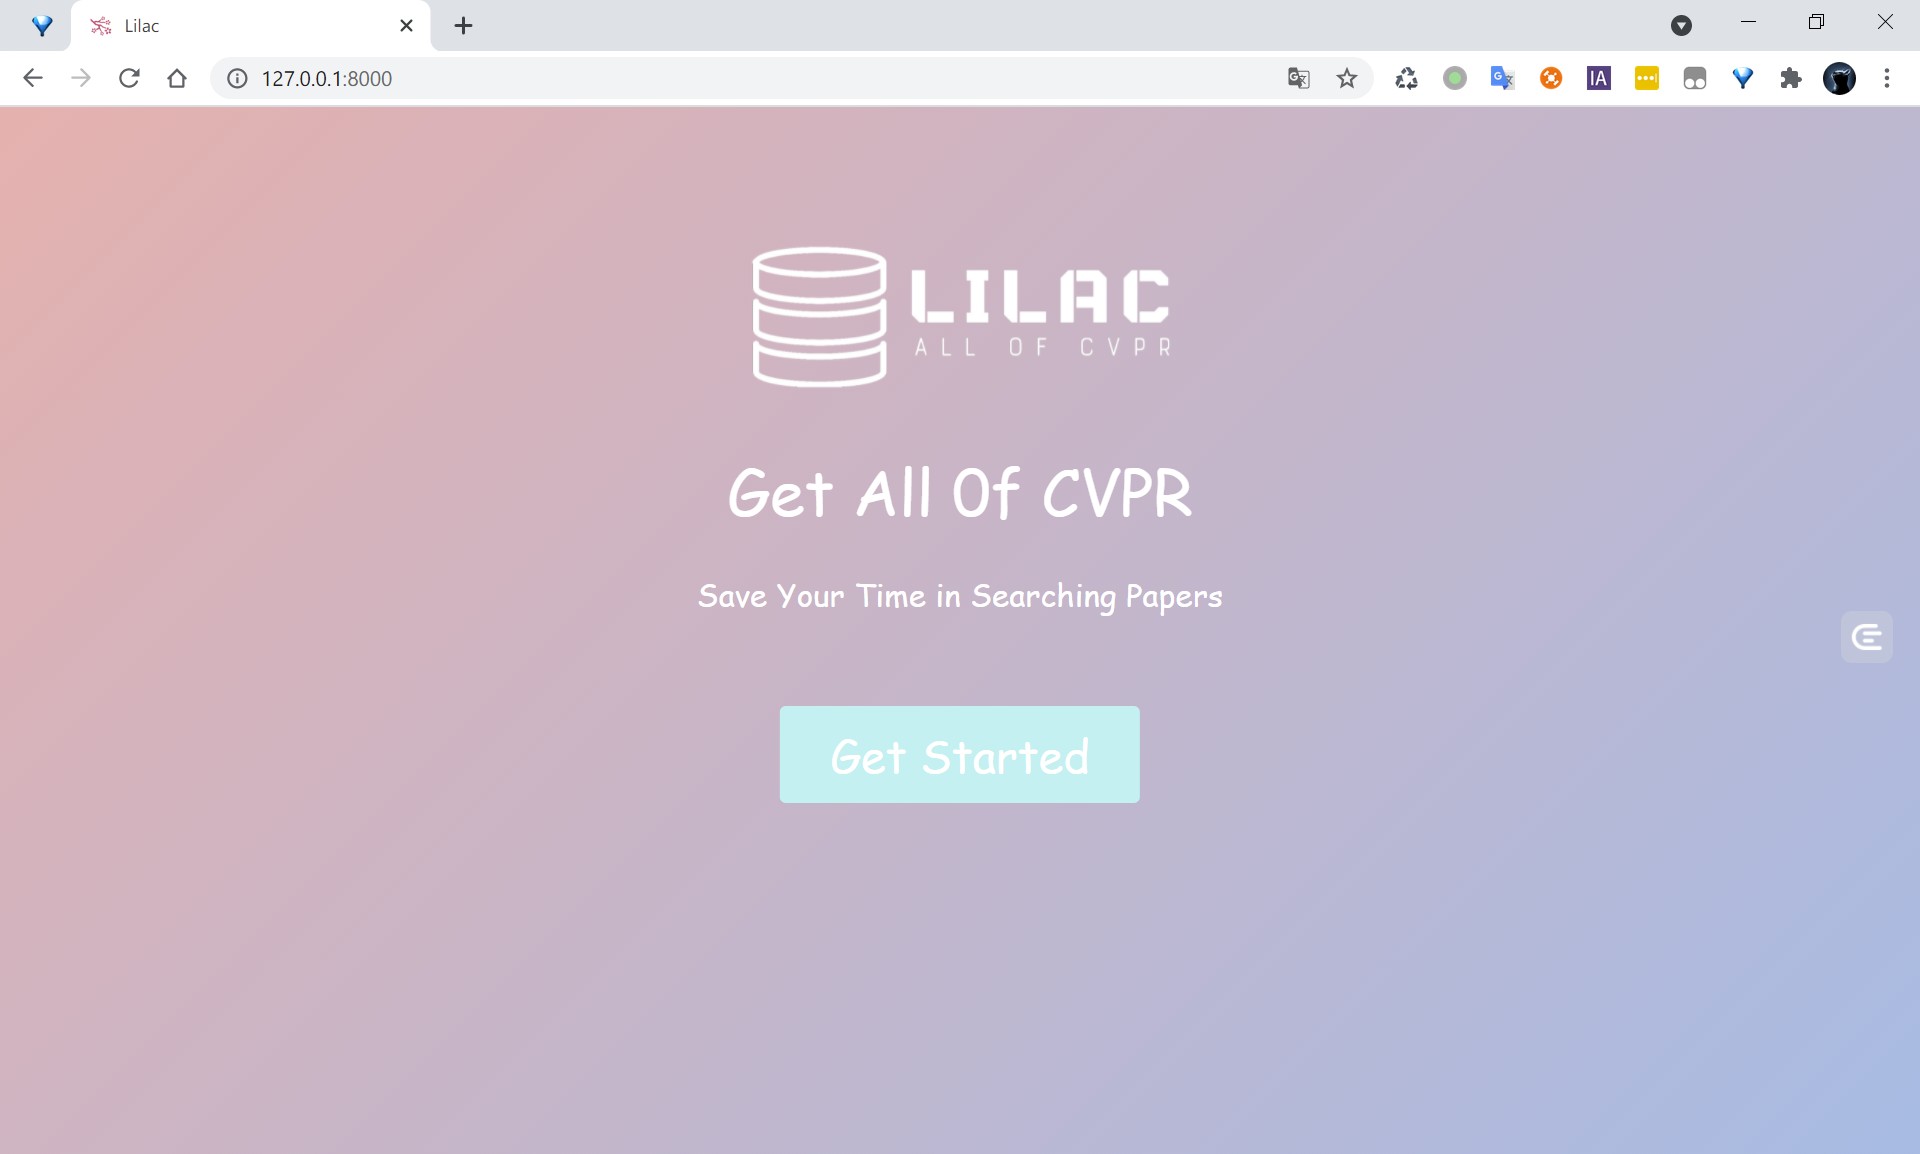 Lilac
127.0.0.1:8000
IA
LILAC
ALL OF CVPR
Get All Of CVPR
Save Your Time in Searching Papers
Get Started